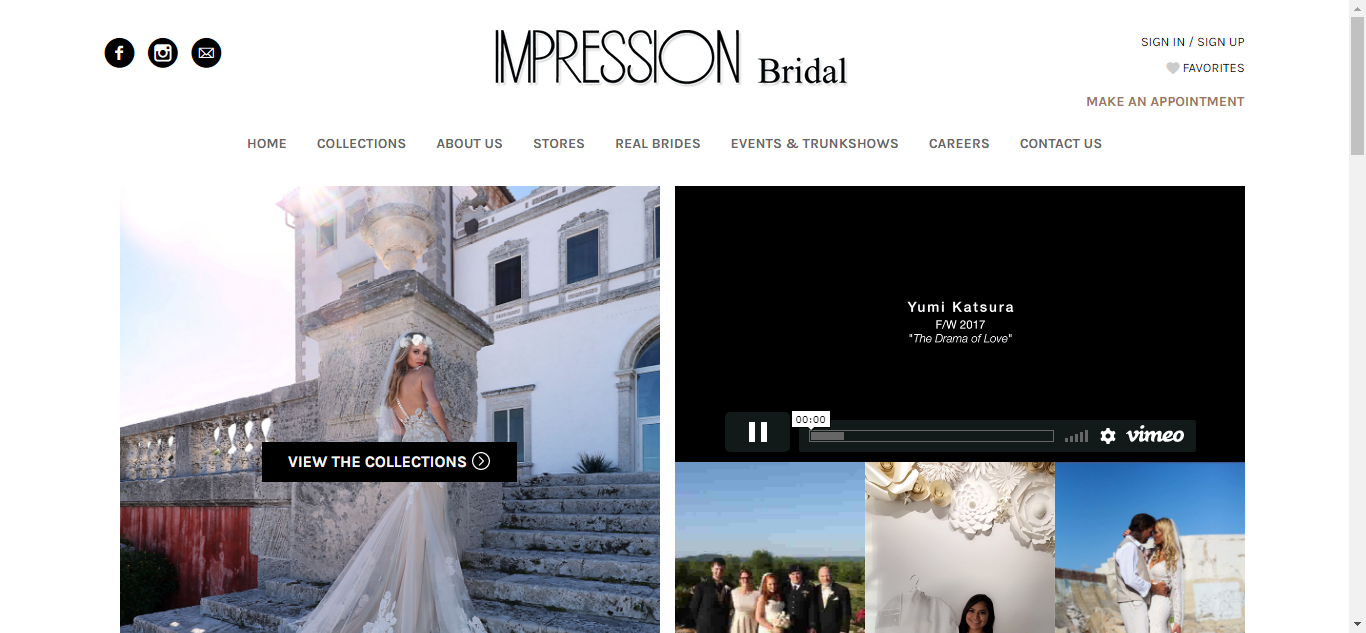 IMPRESSION Bridal
SIGN IN / SIGN UP
FAVORITES
MAKE AN APPOINTMENT
HOME COLLECTIONS ABOUT US STORES REAL BRIDES EVENTS & TRUNKSHOWS CAREERS CONTACT US
VIEW THE COLLECTIONS
Yumi Katsura
F/W 2017
"The Drama of Love"
00:00
vimeo